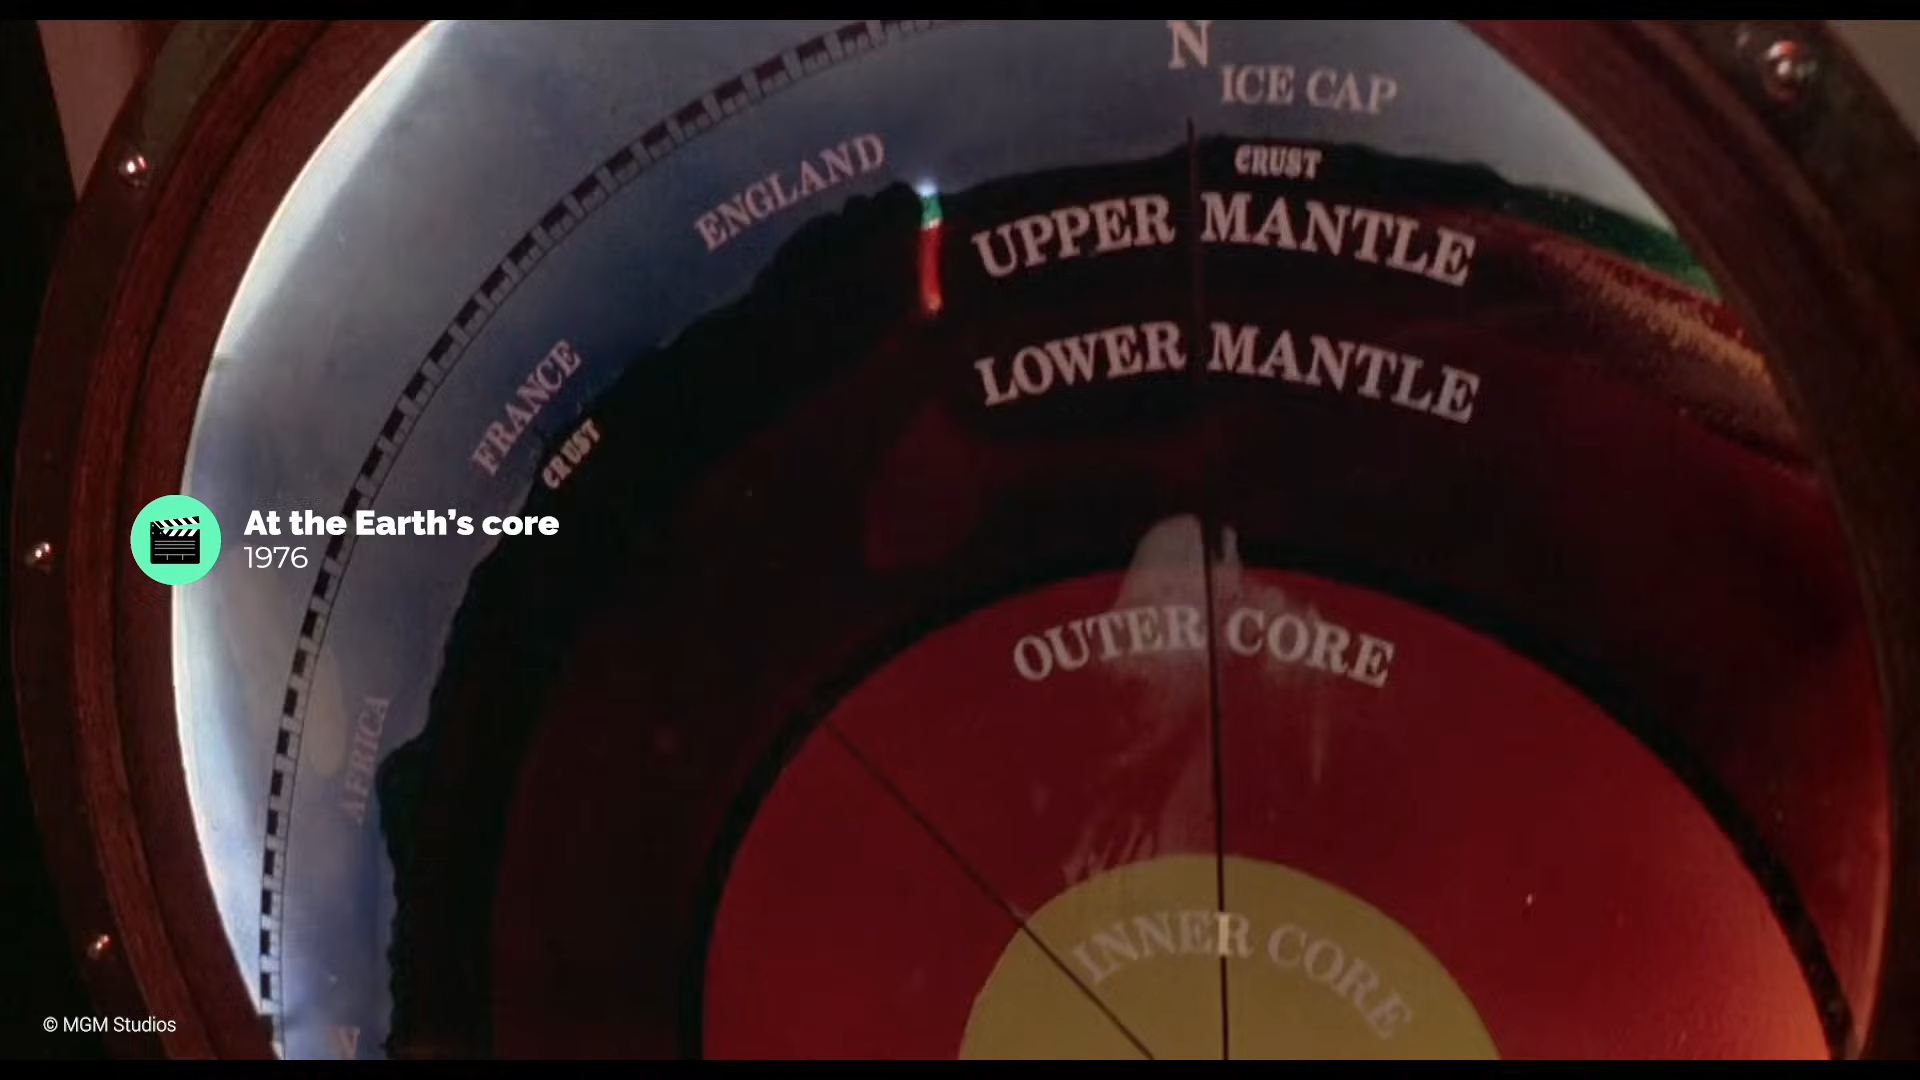 N
ICE CAP
CRUST
ENGLAND
UPPER MANTLE
LOWER MANTLE
FRANCE
CRUST
At the Earth’s core
1976
OUTER CORE
AFRICA
INNER CORE
W
© MGM Studios